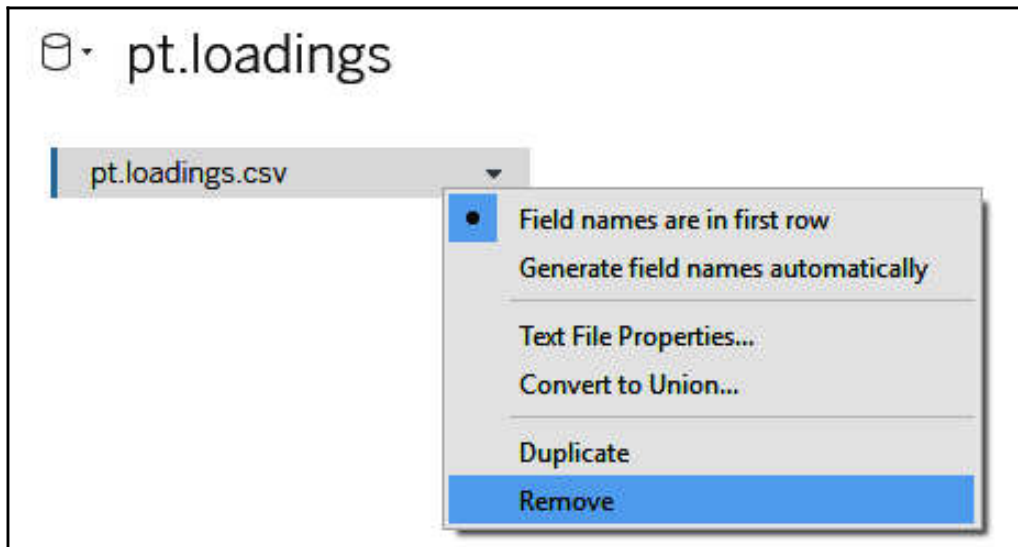 pt.loadings
pt.loadings.csv
Field names are in first row
Generate field names automatically
Text File Properties...
Convert to Union...
Duplicate
Remove